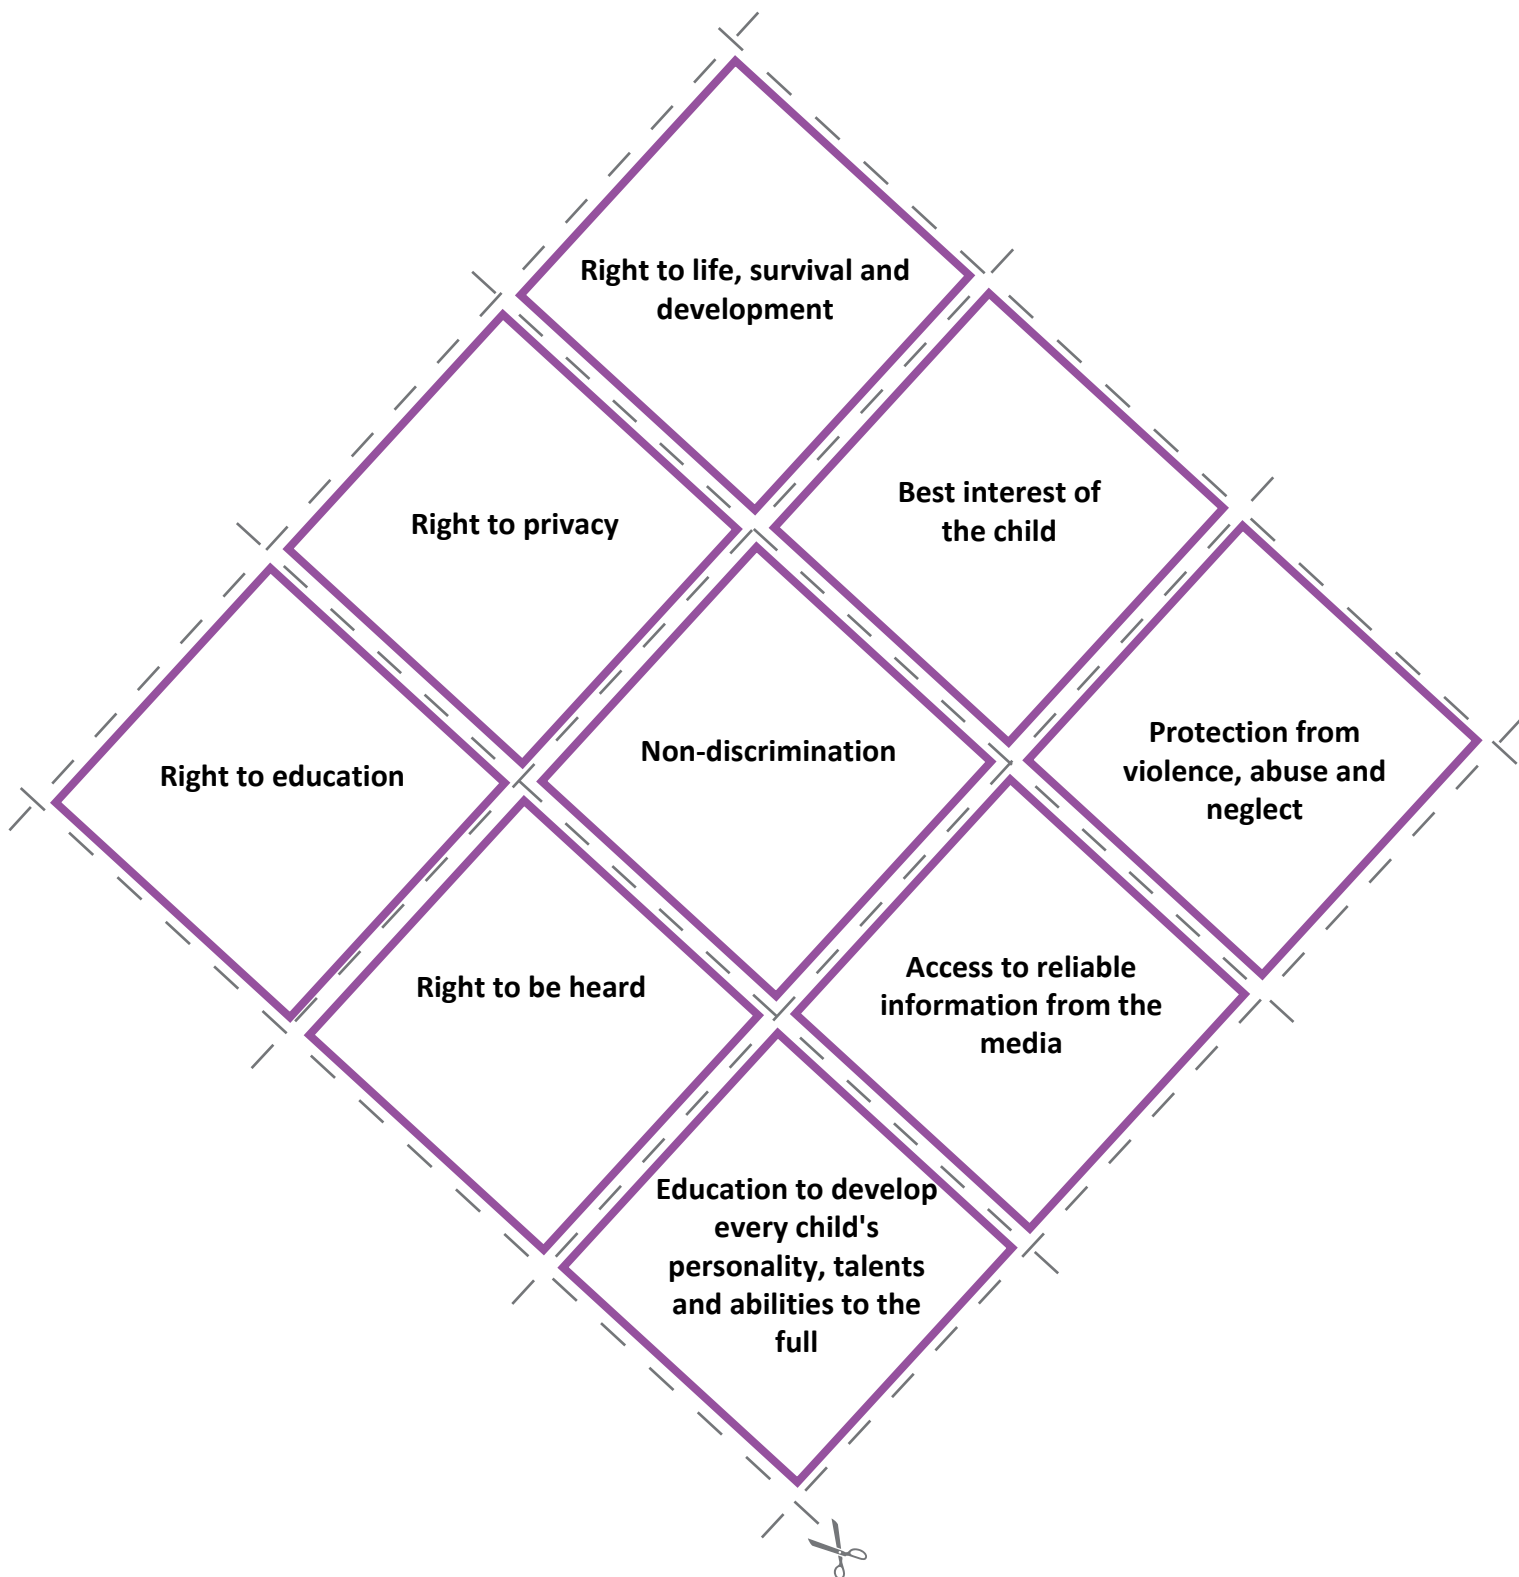 Right to life, survival and
development
Right to privacy
Best interest of
the child
Right to education
Non-discrimination
Protection from
violence, abuse and
neglect
Right to be heard
Access to reliable
information from the
media
Education to develop
every child's
personality, talents
and abilities to the
full